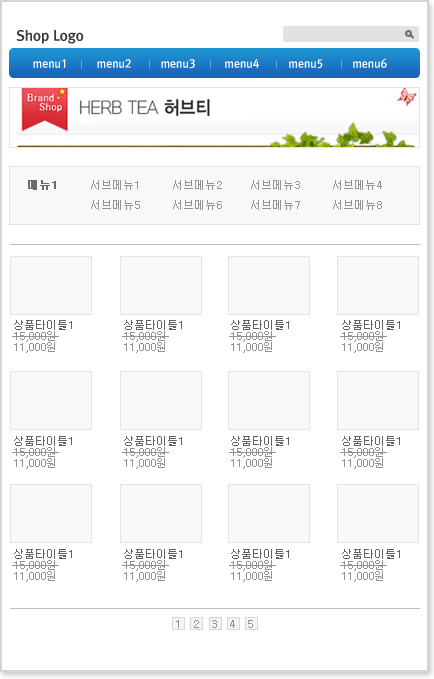 Shop Logo
menu1 menu2 menu3 menu4 menu5 menu6
Brand
Shop
HERB TEA 허브티
메뉴1 서브메뉴1 서브메뉴2 서브메뉴3 서브메뉴4
서브메뉴5 서브메뉴6 서브메뉴7 서브메뉴8
상품타이틀1 상품타이틀1 상품타이틀1 상품타이틀1
15,000원 15,000원 15,000원 15,000원
11,000원 11,000원 11,000원 11,000원
상품타이틀1 상품타이틀1 상품타이틀1 상품타이틀1
15,000원 15,000원 15,000원 15,000원
11,000원 11,000원 11,000원 11,000원
상품타이틀1 상품타이틀1 상품타이틀1 상품타이틀1
15,000원 15,000원 15,000원 15,000원
11,000원 11,000원 11,000원 11,000원
1 2 3 4 5